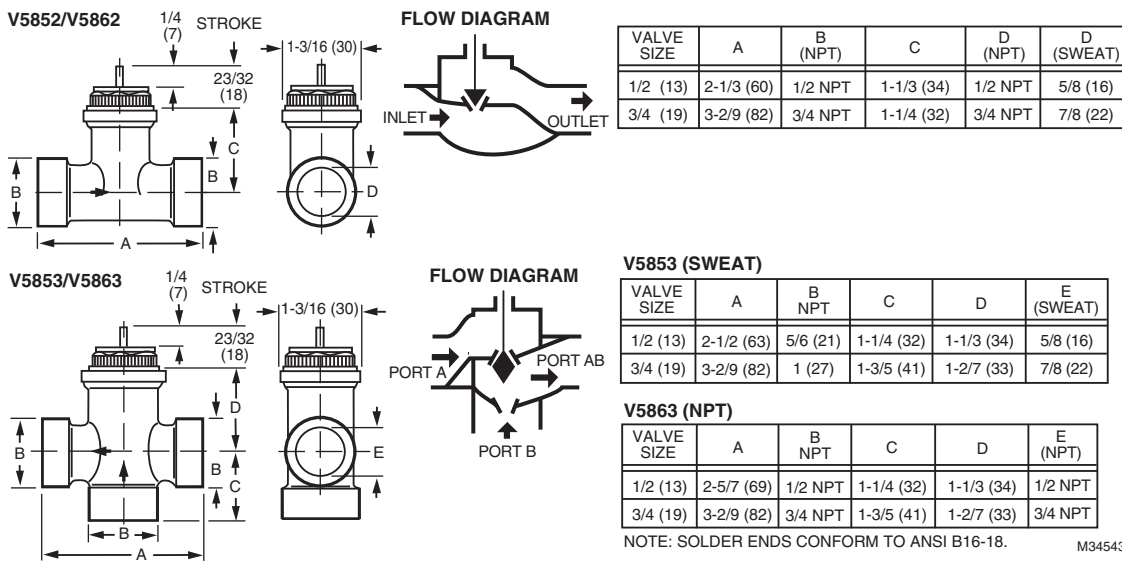 V5852/V5862
1/4
(7)
STROKE
23/32
(18)
C
B
B
A
1-3/16 (30)
D
FLOW DIAGRAM
INLET
OUTLET
VALVE SIZE A B (NPT) C D (NPT) D (SWEAT)
1/2 (13) 2-1/3 (60) 1/2 NPT 1-1/3 (34) 1/2 NPT 5/8 (16)
3/4 (19) 3-2/9 (82) 3/4 NPT 1-1/4 (32) 3/4 NPT 7/8 (22)
V5853/V5863
1/4
(7)
STROKE
23/32
(18)
D
B
B
C
B
A
1-3/16 (30)
E
FLOW DIAGRAM
PORT A
PORT AB
PORT B
V5853 (SWEAT)
VALVE SIZE A B NPT C D E (SWEAT)
1/2 (13) 2-1/2 (63) 5/6 (21) 1-1/4 (32) 1-1/3 (34) 5/8 (16)
3/4 (19) 3-2/9 (82) 1 (27) 1-3/5 (41) 1-2/7 (33) 7/8 (22)
V5863 (NPT)
VALVE SIZE A B NPT C D E (NPT)
1/2 (13) 2-5/7 (69) 1/2 NPT 1-1/4 (32) 1-1/3 (34) 1/2 NPT
3/4 (19) 3-2/9 (82) 3/4 NPT 1-3/5 (41) 1-2/7 (33) 3/4 NPT
NOTE: SOLDER ENDS CONFORM TO ANSI B16-18.
M34543